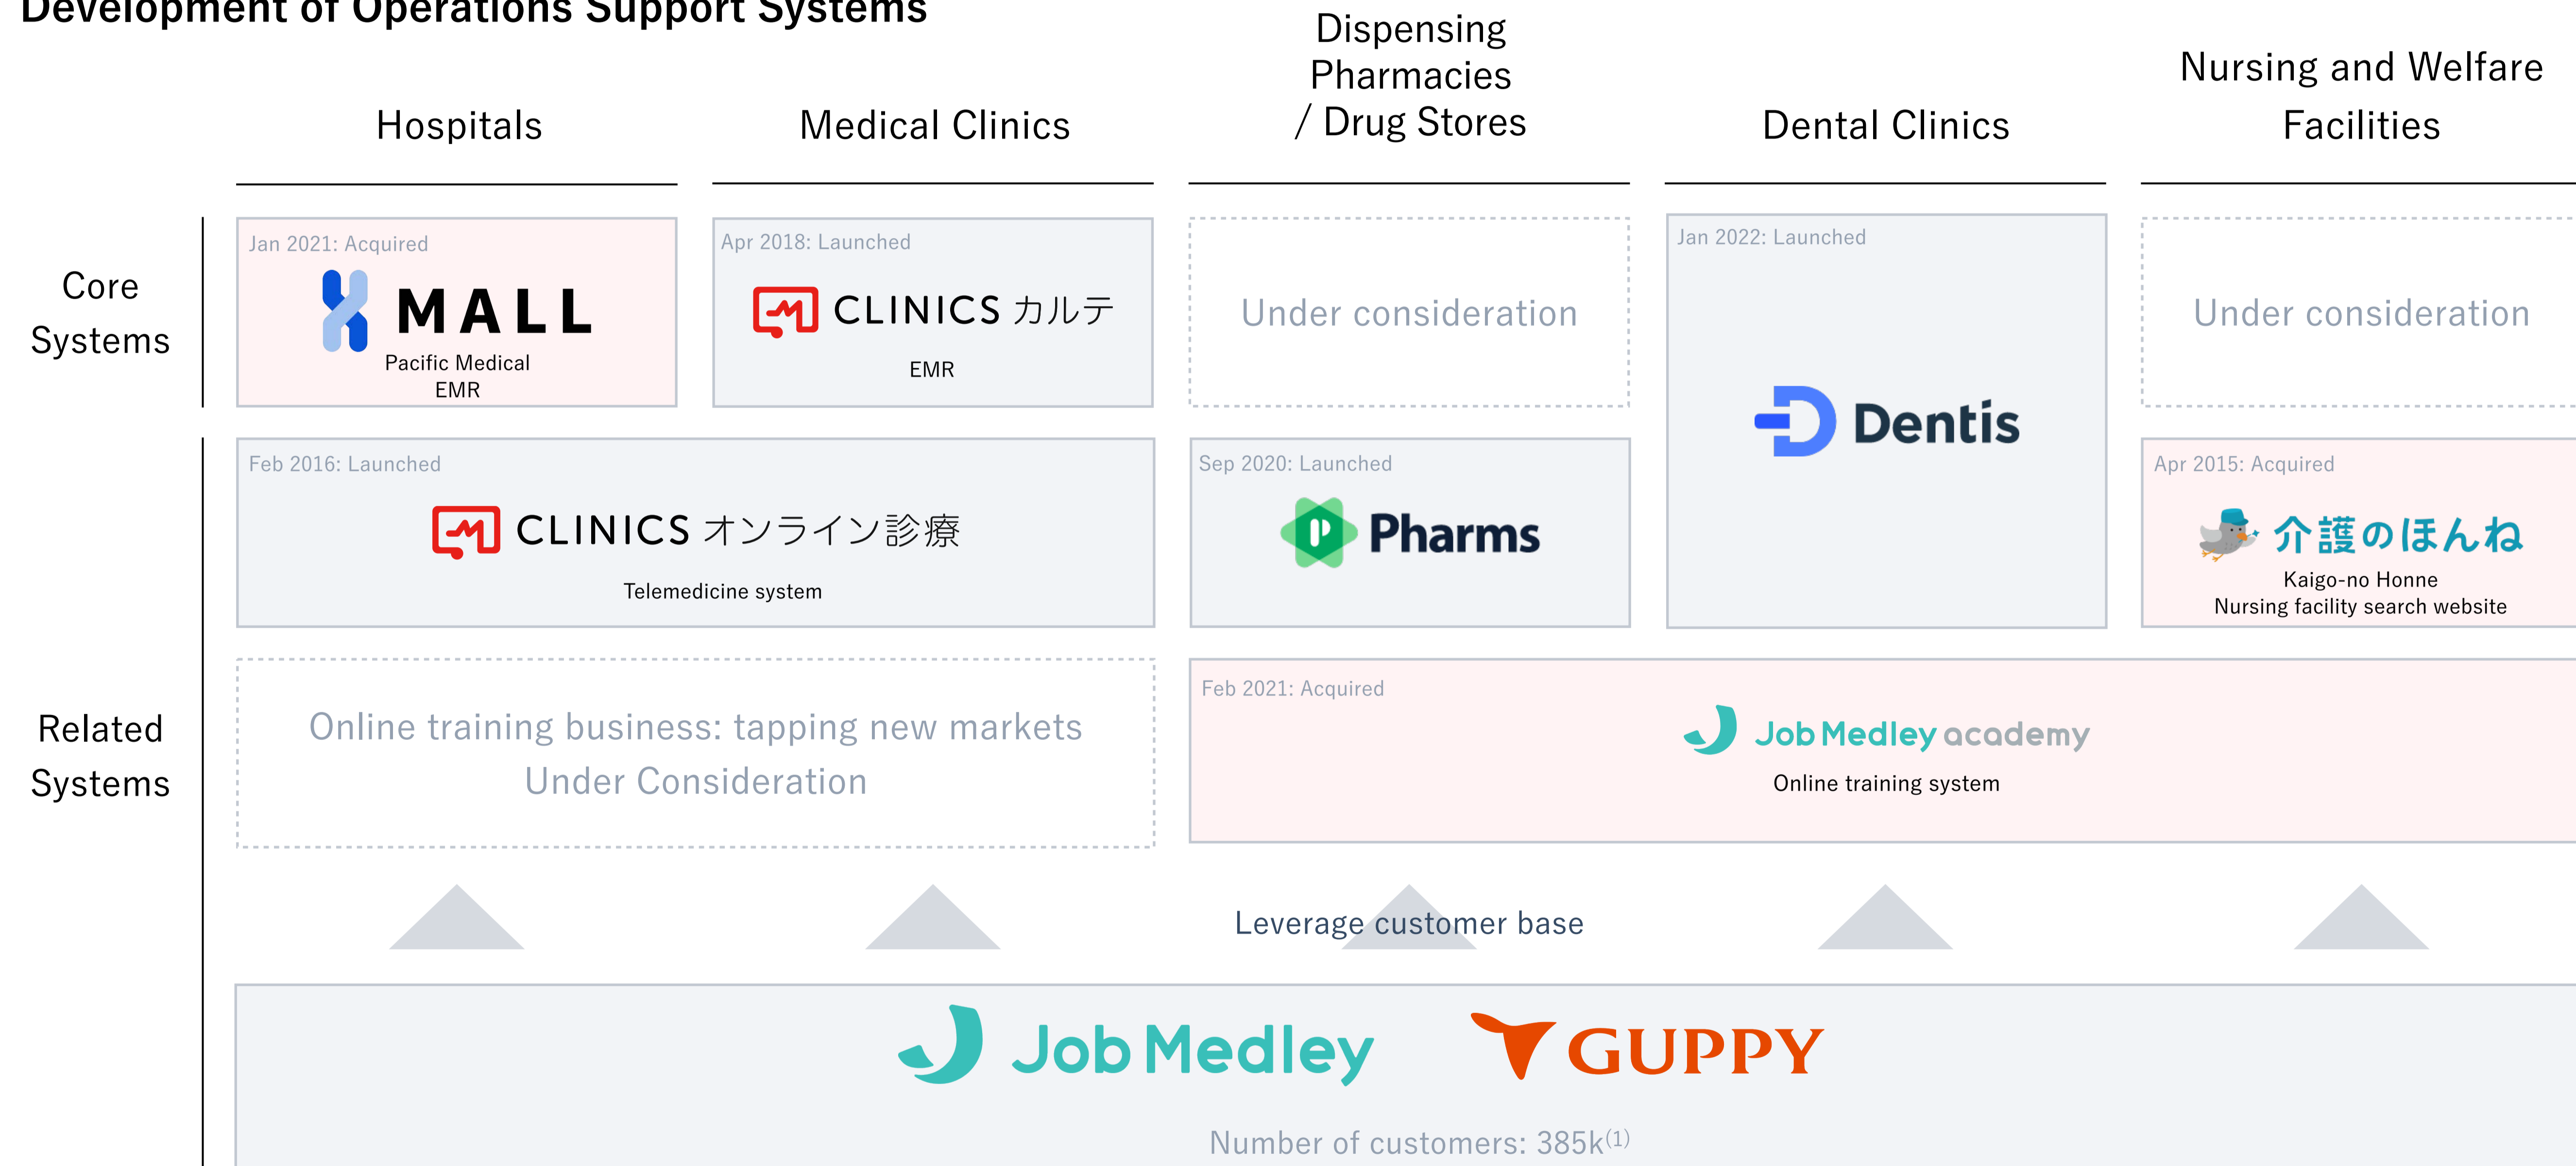 Development of Operations Support Systems
Hospitals
Medical Clinics
Dispensing
Pharmacies
/ Drug Stores
Dental Clinics
Nursing and Welfare
Facilities
Core
Systems
Jan 2021: Acquired
MALL
Pacific Medical
EMR
Apr 2018: Launched
CLINICS カルテ
EMR
Under consideration
Jan 2022: Launched
Dentis
Under consideration
Related
Systems
Feb 2016: Launched
CLINICS オンライン診療
Telemedicine system
Sep 2020: Launched
Pharms
Apr 2015: Acquired
介護のほんね
Kaigo-no Honne
Nursing facility search website
Online training business: tapping new markets
Under Consideration
Feb 2021: Acquired
Job Medley academy
Online training system
Leverage customer base
Job Medley
GUPPY
Number of customers: 385k(1)